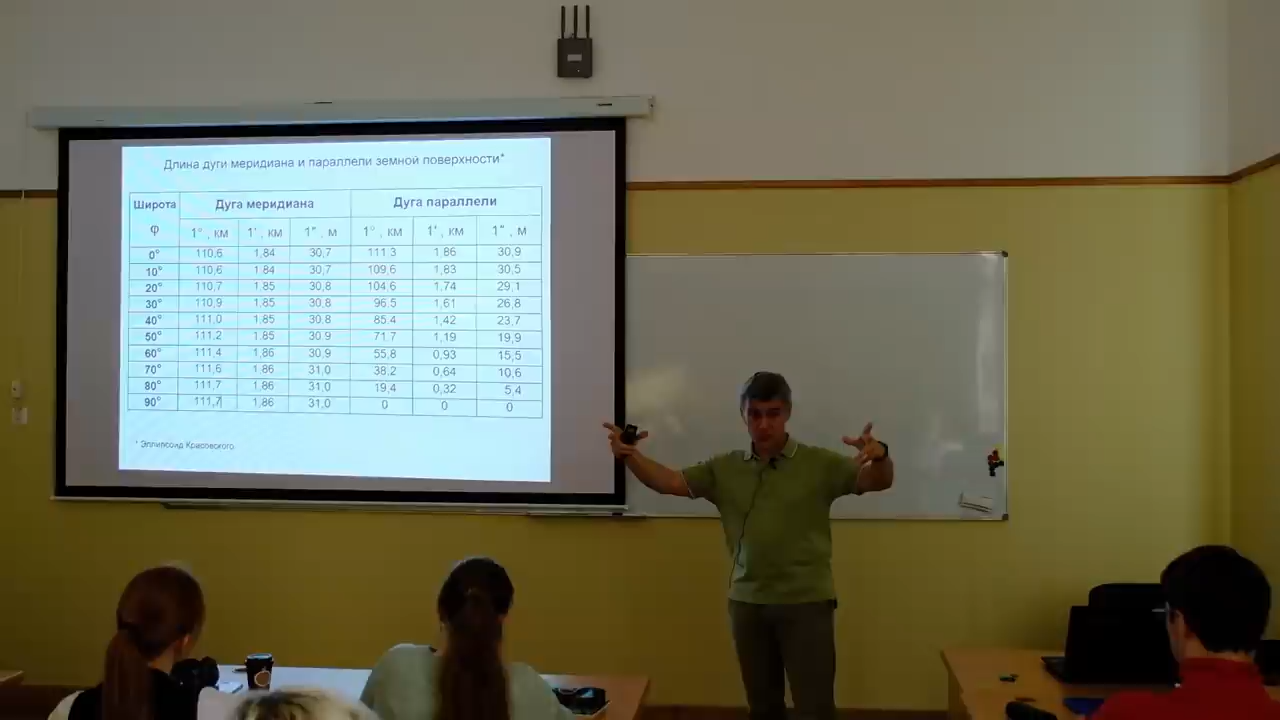 Длина дуги меридиана и параллели земной поверхности*
Широта φ Дуга меридиана Дуга параллели
1° , км 1' , км 1" , м 1° , км 1' , км 1" , м
0° 110,6 1,84 30,7 111,3 1,86 30,9
10° 110,6 1,84 30,7 109,6 1,83 30,5
20° 110,7 1,85 30,8 104,6 1,74 29,1
30° 110,9 1,85 30,8 96,5 1,61 26,8
40° 111,0 1,85 30,8 85,4 1,42 23,7
50° 111,2 1,85 30,9 71,7 1,19 19,9
60° 111,4 1,86 30,9 55,8 0,93 15,5
70° 111,6 1,86 31,0 38,2 0,64 10,6
80° 111,7 1,86 31,0 19,4 0,32 5,4
90° 111,7 1,86 31,0 0 0 0
* Эллипсоид Красовского